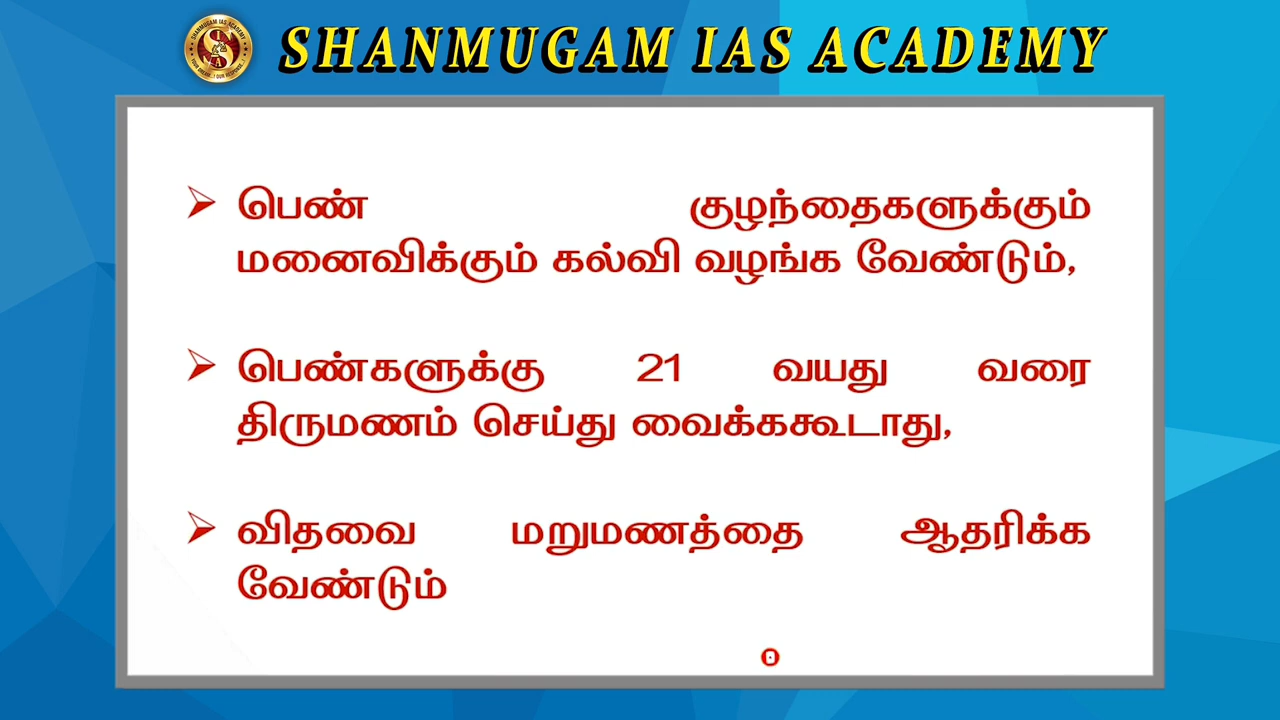 SHANMUGAM IAS ACADEMY
➢ பெண் குழந்தைகளுக்கும்
மனைவிக்கும் கல்வி வழங்க வேண்டும்,
➢ பெண்களுக்கு 21 வயது வரை
திருமணம் செய்து வைக்ககூடாது,
➢ விதவை மறுமணத்தை ஆதரிக்க
வேண்டும்